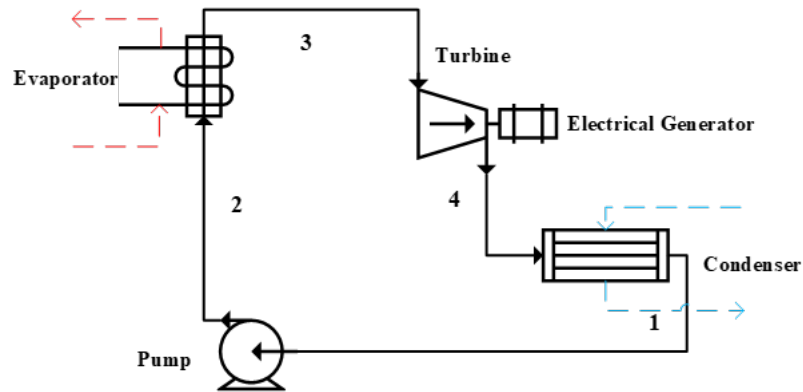 3
Turbine
Evaporator
Electrical Generator
2
4
Condenser
1
Pump